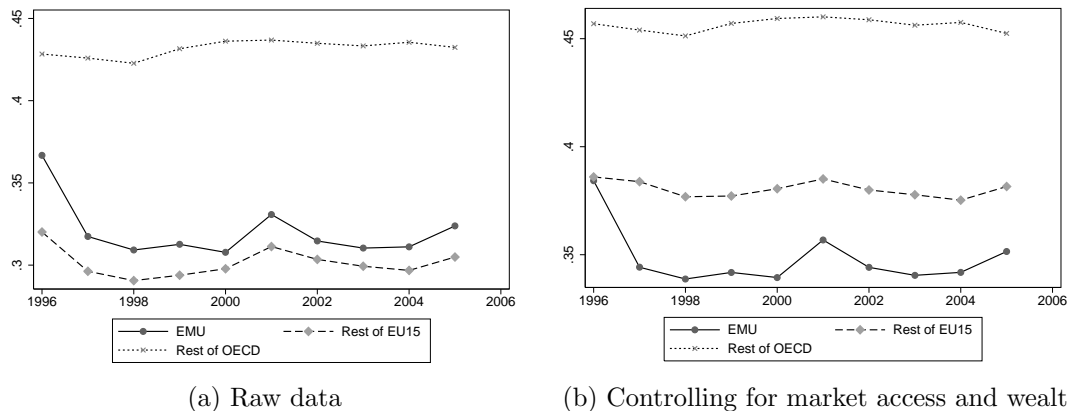 .45
.4
.35
.3
1996 1998 2000 2002 2004 2006
EMU
Rest of EU15
Rest of OECD
(a) Raw data
.45
.4
.35
1996 1998 2000 2002 2004 2006
EMU
Rest of EU15
Rest of OECD
(b) Controlling for market access and wealt